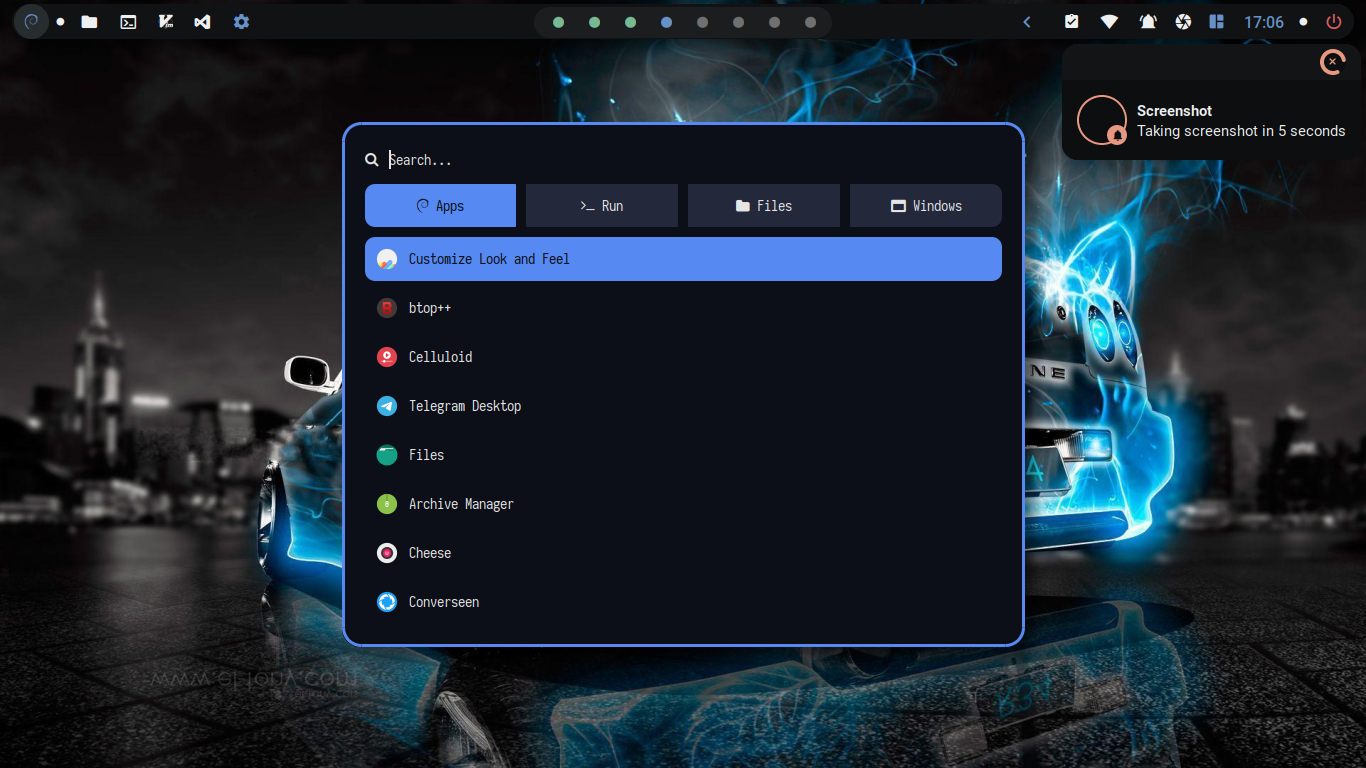 17:06
Screenshot
Taking screenshot in 5 seconds
Search...
Apps
Run
Files
Windows
Customize Look and Feel
btop++
Celluloid
Telegram Desktop
Files
Archive Manager
Cheese
Converseen
NE